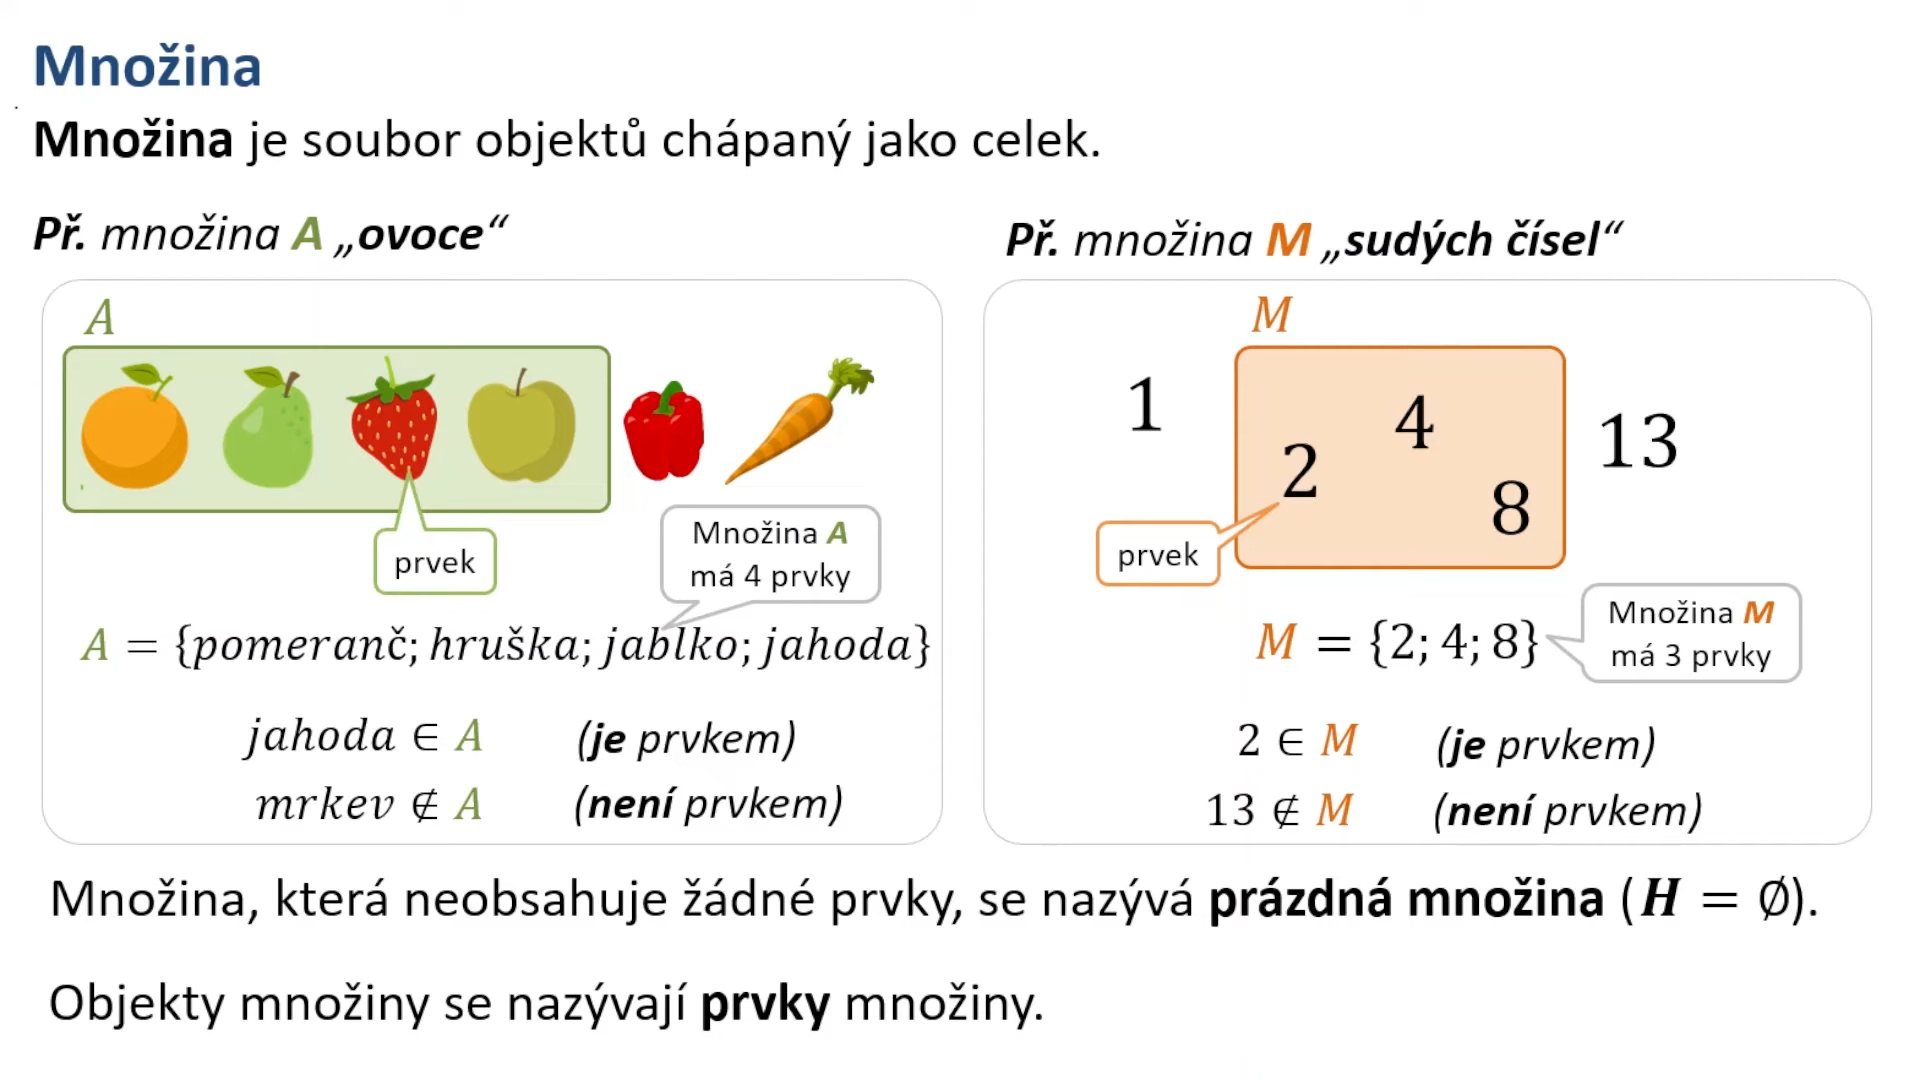 Množina
Množina je soubor objektů chápaný jako celek.
Př. množina A „ovoce“
A
prvek
Množina A
má 4 prvky
A = {pomeranč; hruška; jablko; jahoda}
jahoda ∈ A (je prvkem)
mrkev ∉ A (není prvkem)
Př. množina M „sudých čísel“
M
1
4
13
2
8
prvek
M = {2; 4; 8}
Množina M
má 3 prvky
2 ∈ M (je prvkem)
13 ∉ M (není prvkem)
Množina, která neobsahuje žádné prvky, se nazývá prázdná množina (H = ∅).
Objekty množiny se nazývají prvky množiny.